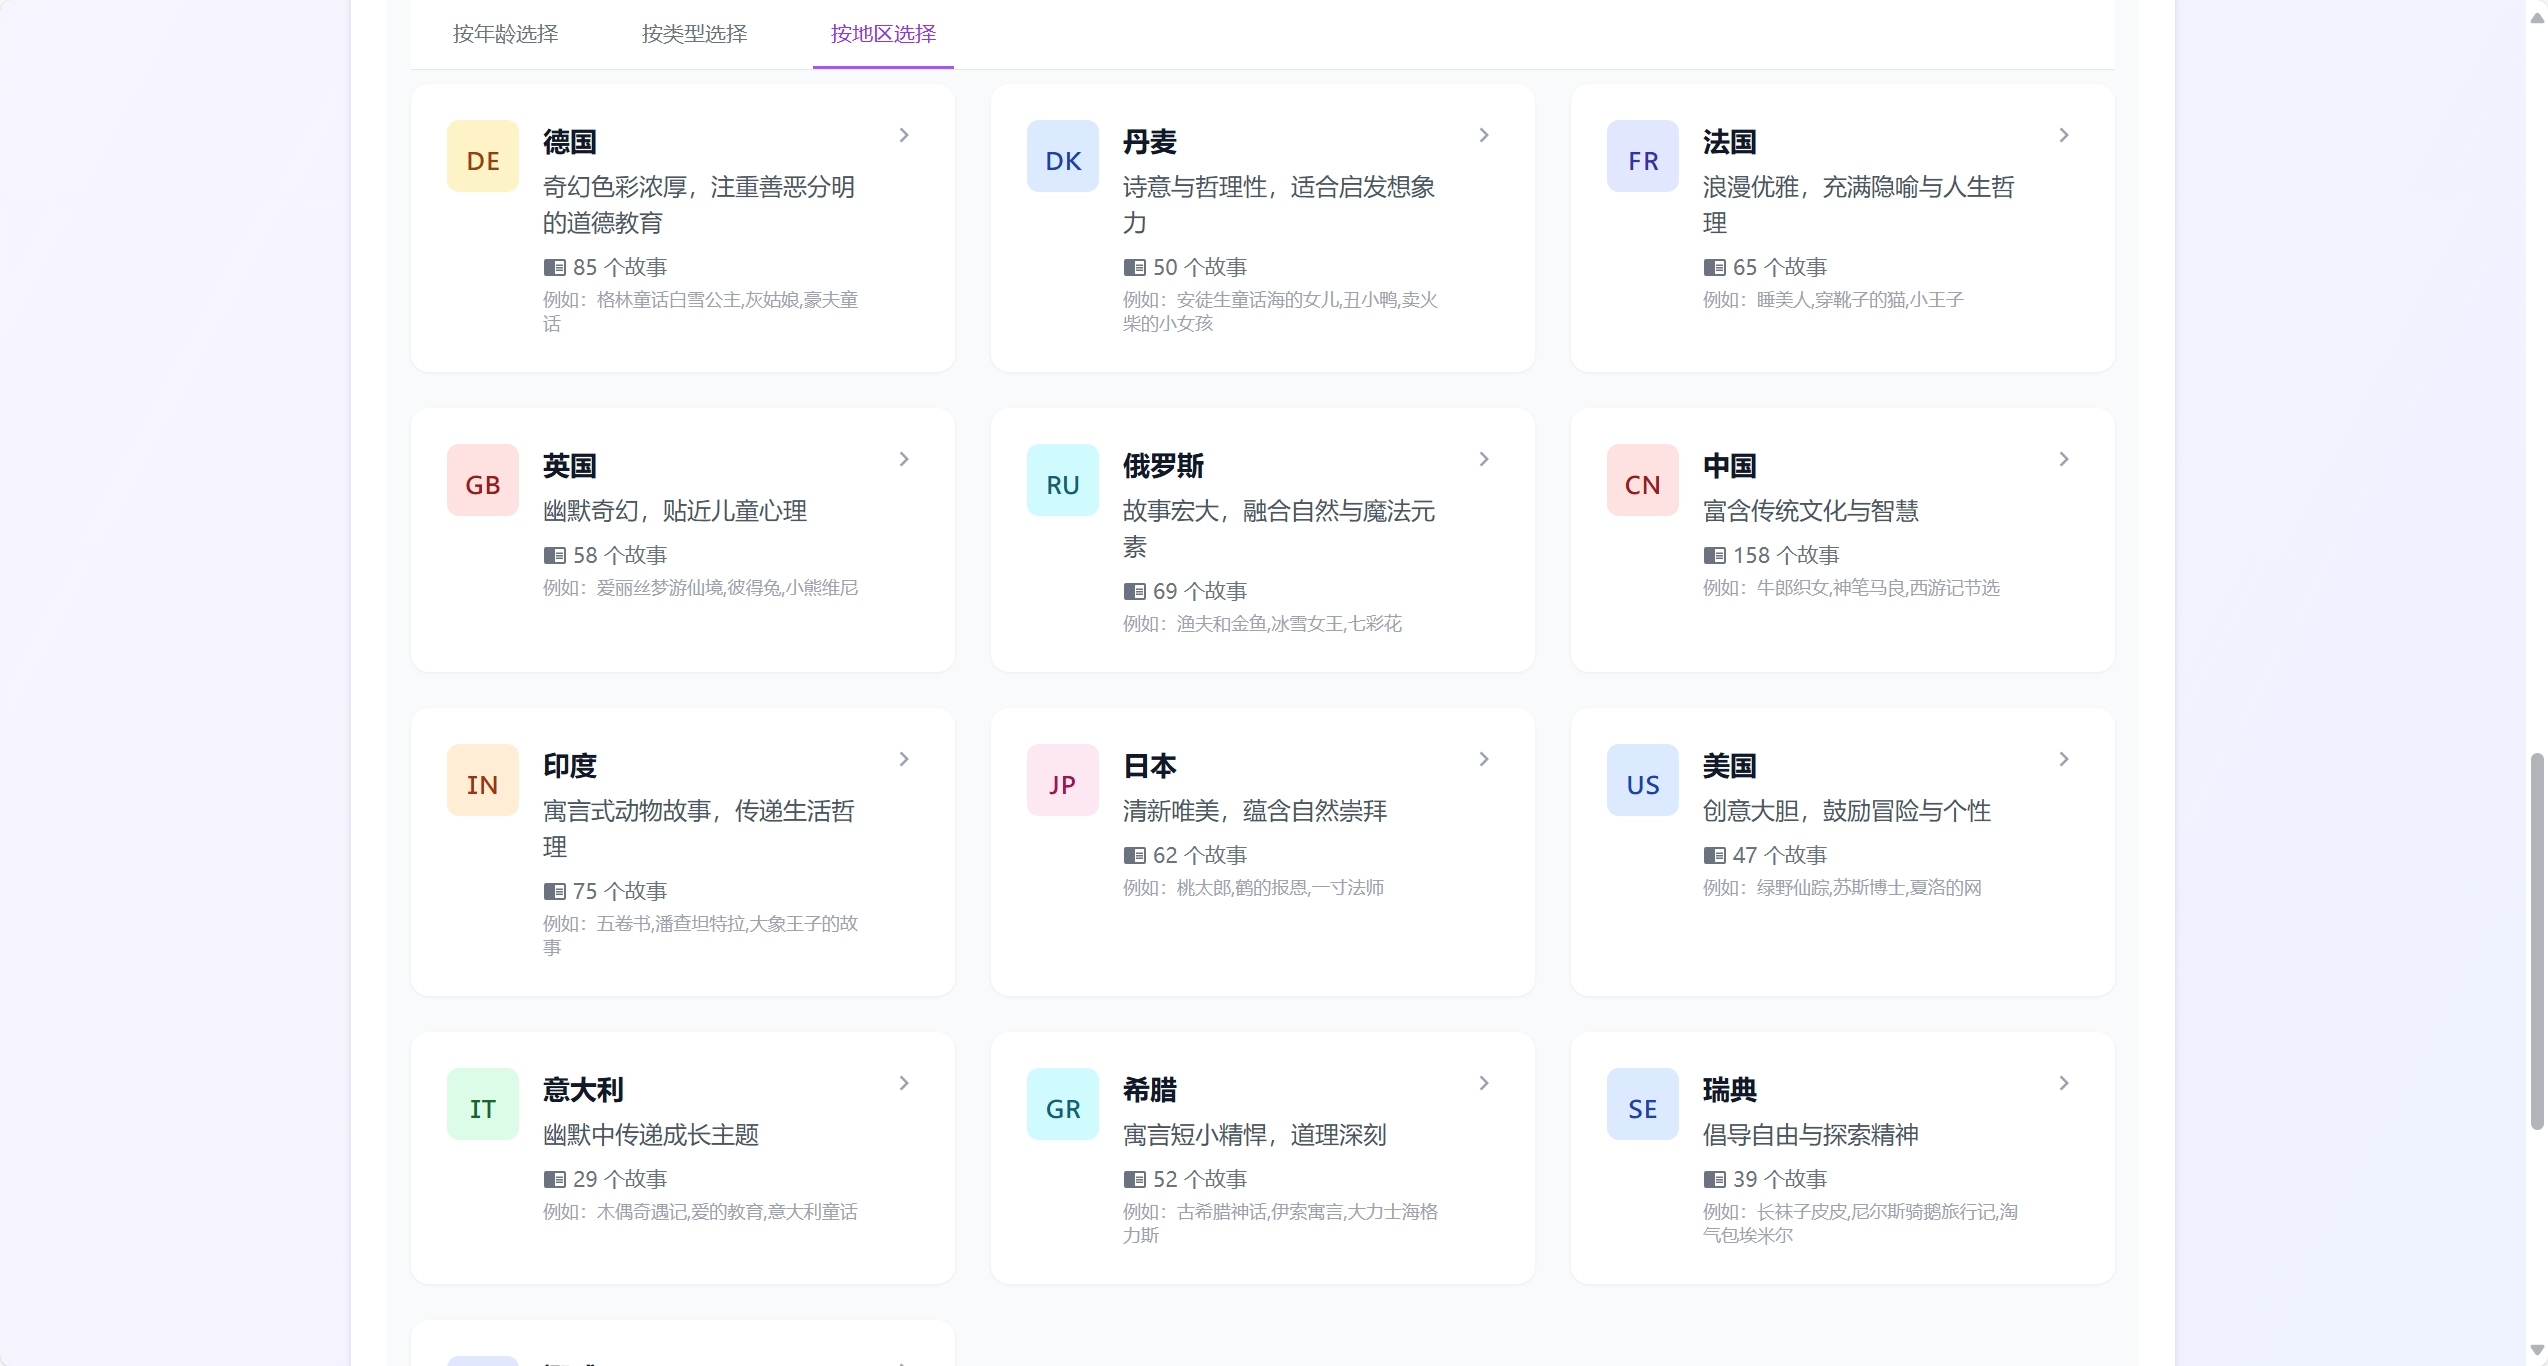 按年龄选择
按类型选择
按地区选择
DE
德国
奇幻色彩浓厚，注重善恶分明
的道德教育
85 个故事
例如：格林童话白雪公主,灰姑娘,豪夫童
话
DK
丹麦
诗意与哲理性，适合启发想象
力
50 个故事
例如：安徒生童话海的女儿,丑小鸭,卖火
柴的小女孩
FR
法国
浪漫优雅，充满隐喻与人生哲
理
65 个故事
例如：睡美人,穿靴子的猫,小王子
GB
英国
幽默奇幻，贴近儿童心理
58 个故事
例如：爱丽丝梦游仙境,彼得兔,小熊维尼
RU
俄罗斯
故事宏大，融合自然与魔法元
素
69 个故事
例如：渔夫和金鱼,冰雪女王,七彩花
CN
中国
富含传统文化与智慧
158 个故事
例如：牛郎织女,神笔马良,西游记节选
IN
印度
寓言式动物故事，传递生活哲
理
75 个故事
例如：五卷书,潘查坦特拉,大象王子的故
事
JP
日本
清新唯美，蕴含自然崇拜
62 个故事
例如：桃太郎,鹤的报恩,一寸法师
US
美国
创意大胆，鼓励冒险与个性
47 个故事
例如：绿野仙踪,苏斯博士,夏洛的网
IT
意大利
幽默中传递成长主题
29 个故事
例如：木偶奇遇记,爱的教育,意大利童话
GR
希腊
寓言短小精悍，道理深刻
52 个故事
例如：古希腊神话,伊索寓言,大力士海格
力斯
SE
瑞典
倡导自由与探索精神
39 个故事
例如：长袜子皮皮,尼尔斯骑鹅旅行记,淘
气包埃米尔